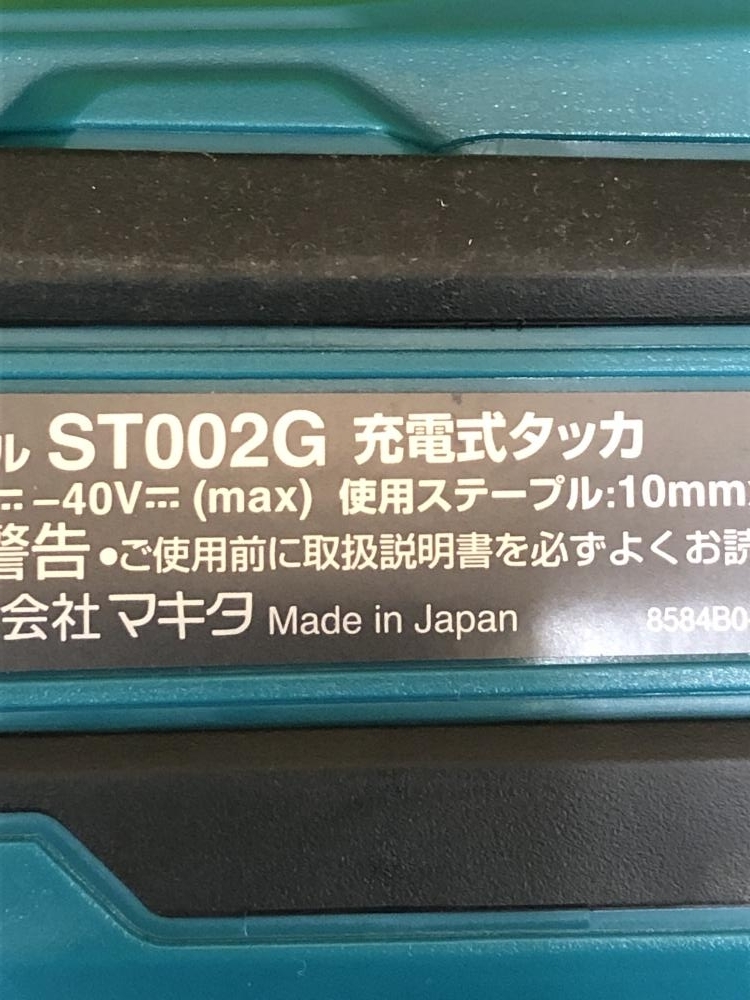 ル ST002G 充電式タッカ
⎓ –40V⎓ (max) 使用ステープル:10mm
警告 •ご使用前に取扱説明書を必ずよくお読
会社 マキタ Made in Japan 8584B0